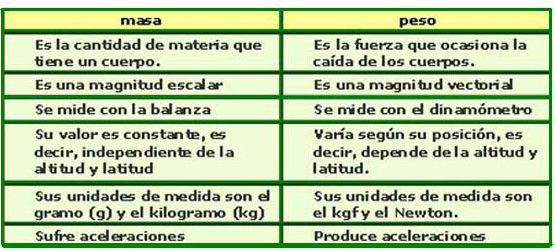 masa
peso
Es la cantidad de materia que
tiene un cuerpo.
Es la fuerza que ocasiona la
caída de los cuerpos.
Es una magnitud escalar
Es una magnitud vectorial
Se mide con la balanza
Se mide con el dinamómetro
Su valor es constante, es
decir, independiente de la
altitud y latitud
Varía según su posición, es
decir, depende de la altitud y
latitud.
Sus unidades de medida son el
gramo (g) y el kilogramo (kg)
Sus unidades de medida son
el kgf y el Newton.
Sufre aceleraciones
Produce aceleraciones